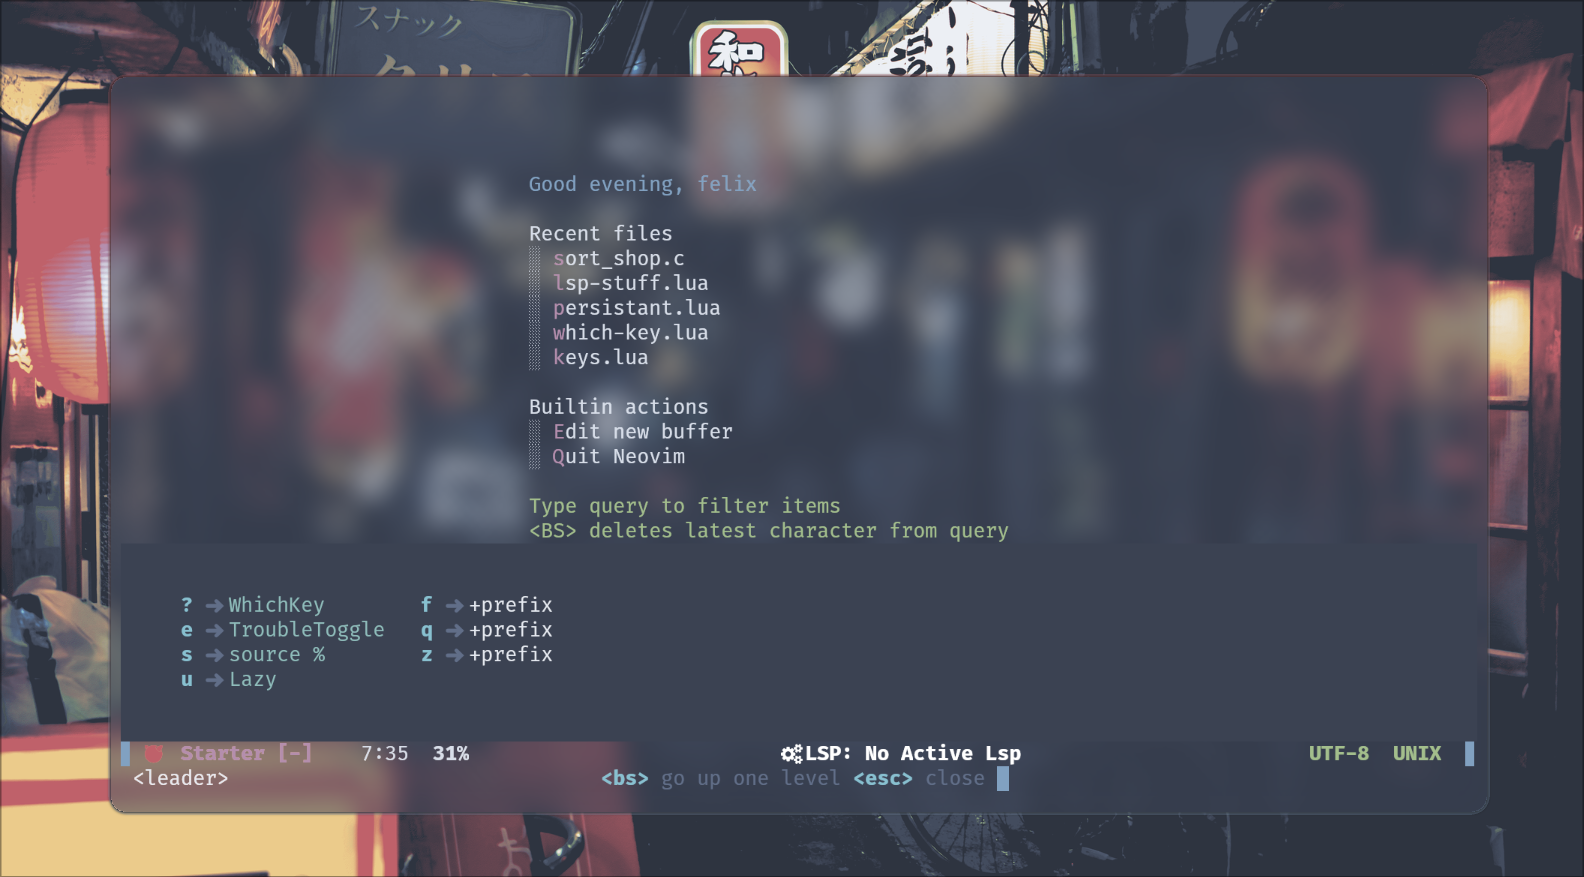 スナック
和
Good evening, felix
Recent files
sort_shop.c
lsp-stuff.lua
persistant.lua
which-key.lua
keys.lua
Builtin actions
Edit new buffer
Quit Neovim
Type query to filter items
<BS> deletes latest character from query
? → WhichKey f → +prefix
e → TroubleToggle q → +prefix
s → source % z → +prefix
u → Lazy
Starter [-] 7:35 31% LSP: No Active Lsp UTF-8 UNIX
<leader> <bs> go up one level <esc> close
お